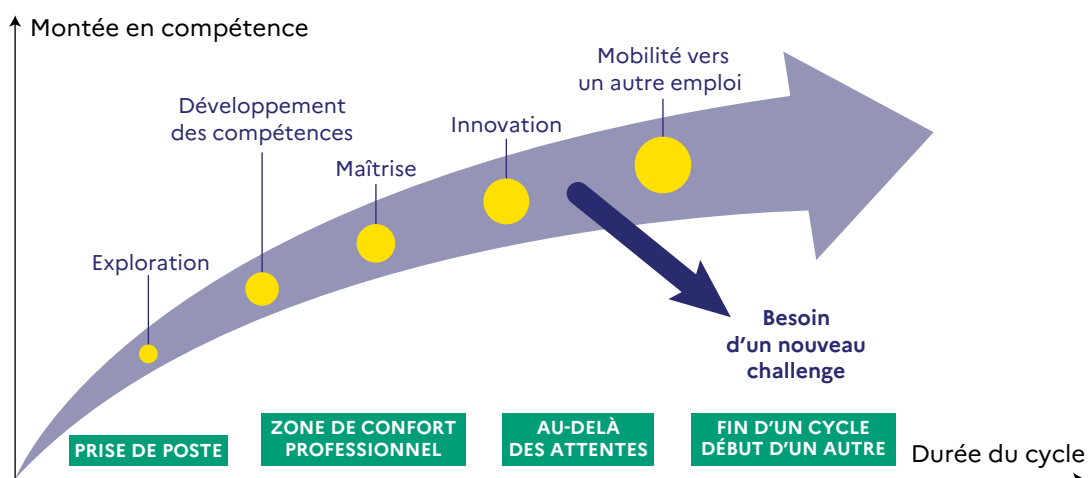 Montée en compétence
Mobilité vers
un autre emploi
Développement
des compétences
Innovation
Maîtrise
Exploration
Besoin
d'un nouveau
challenge
PRISE DE POSTE
ZONE DE CONFORT
PROFESSIONNEL
AU-DELÀ
DES ATTENTES
FIN D'UN CYCLE
DÉBUT D'UN AUTRE
Durée du cycle